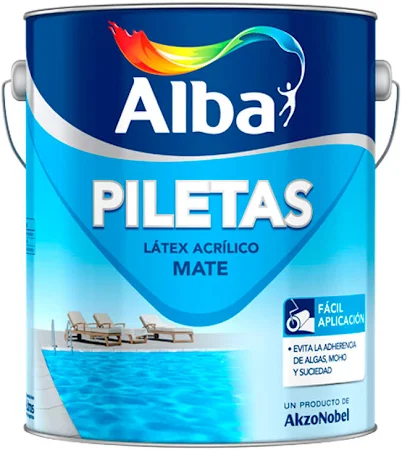 Alba
PILETAS
LÁTEX ACRÍLICO
MATE
FÁCIL
APLICACIÓN
• EVITA LA ADHERENCIA
DE ALGAS, MOHO
Y SUCIEDAD
UN PRODUCTO DE
AkzoNobel